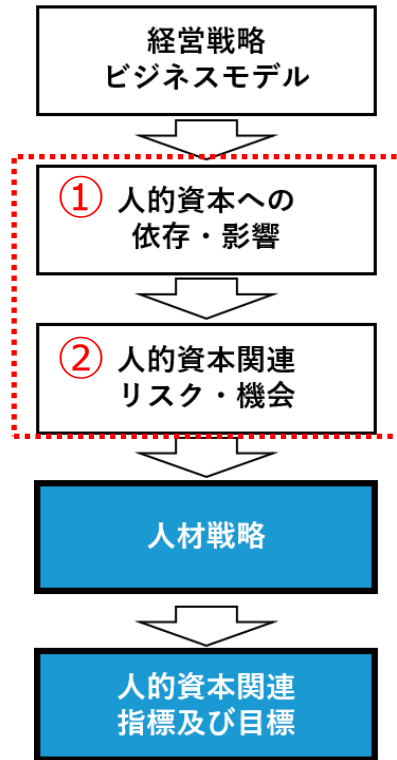 経営戦略
ビジネスモデル
① 人的資本への
依存・影響
② 人的資本関連
リスク・機会
人材戦略
人的資本関連
指標及び目標